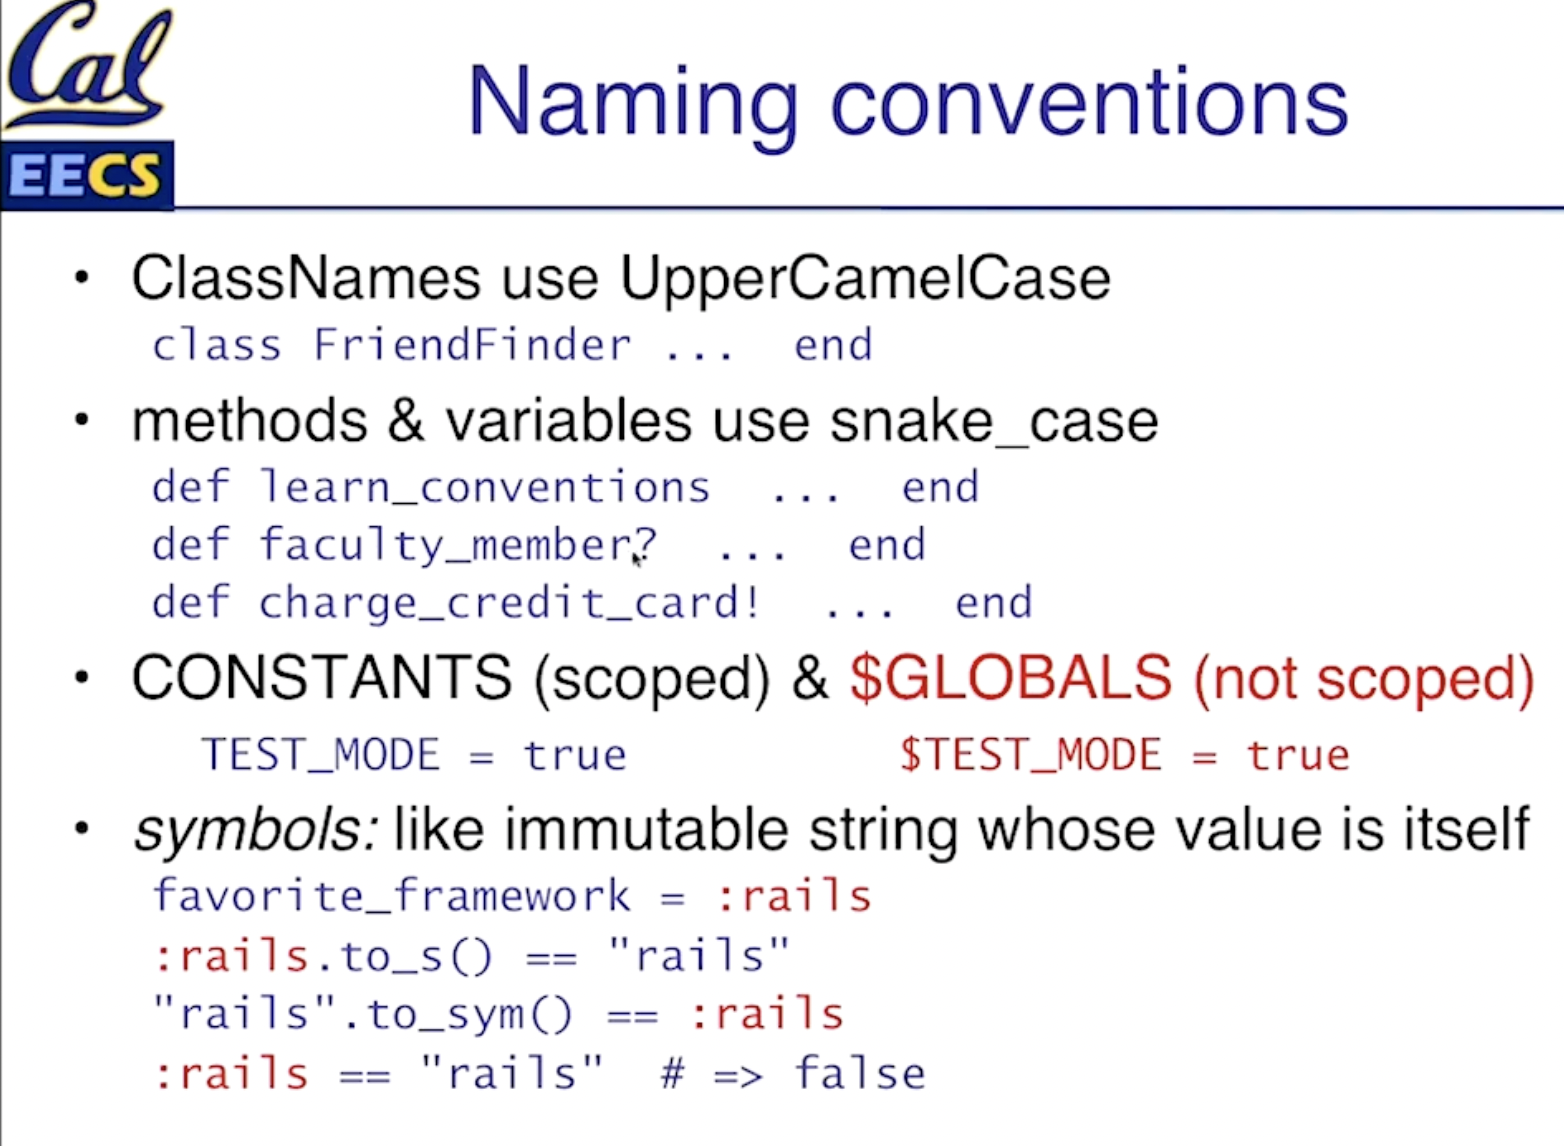 Cal
EECS
Naming conventions
• ClassNames use UpperCamelCase
class FriendFinder ... end
• methods & variables use snake_case
def learn_conventions ... end
def faculty_member? ... end
def charge_credit_card! ... end
• CONSTANTS (scoped) & $GLOBALS (not scoped)
TEST_MODE = true $TEST_MODE = true
• symbols: like immutable string whose value is itself
favorite_framework = :rails
:rails.to_s() == "rails"
"rails".to_sym() == :rails
:rails == "rails" # => false